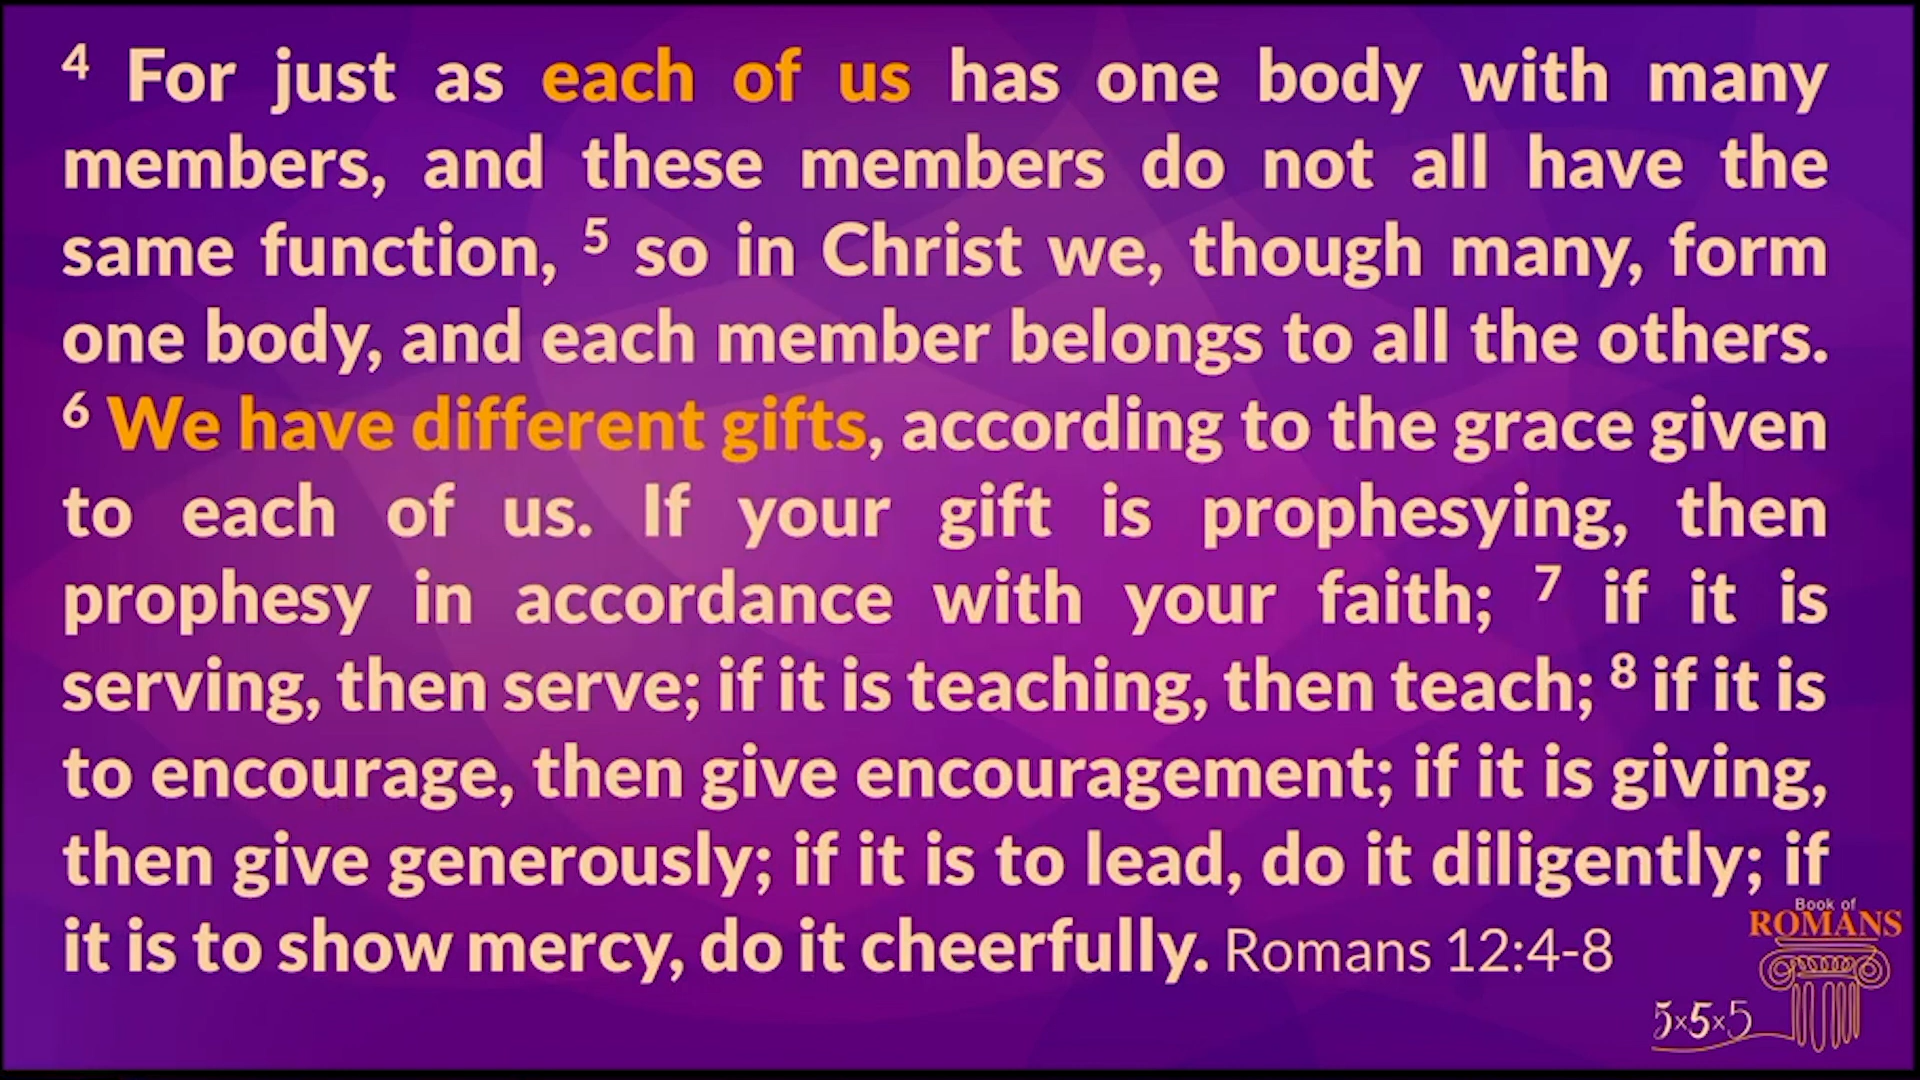 4 For just as each of us has one body with many
members, and these members do not all have the
same function, 5 so in Christ we, though many, form
one body, and each member belongs to all the others.
6 We have different gifts, according to the grace given
to each of us. If your gift is prophesying, then
prophesy in accordance with your faith; 7 if it is
serving, then serve; if it is teaching, then teach; 8 if it is
to encourage, then give encouragement; if it is giving,
then give generously; if it is to lead, do it diligently; if
it is to show mercy, do it cheerfully. Romans 12:4-8
Book of
ROMANS
5x5x5